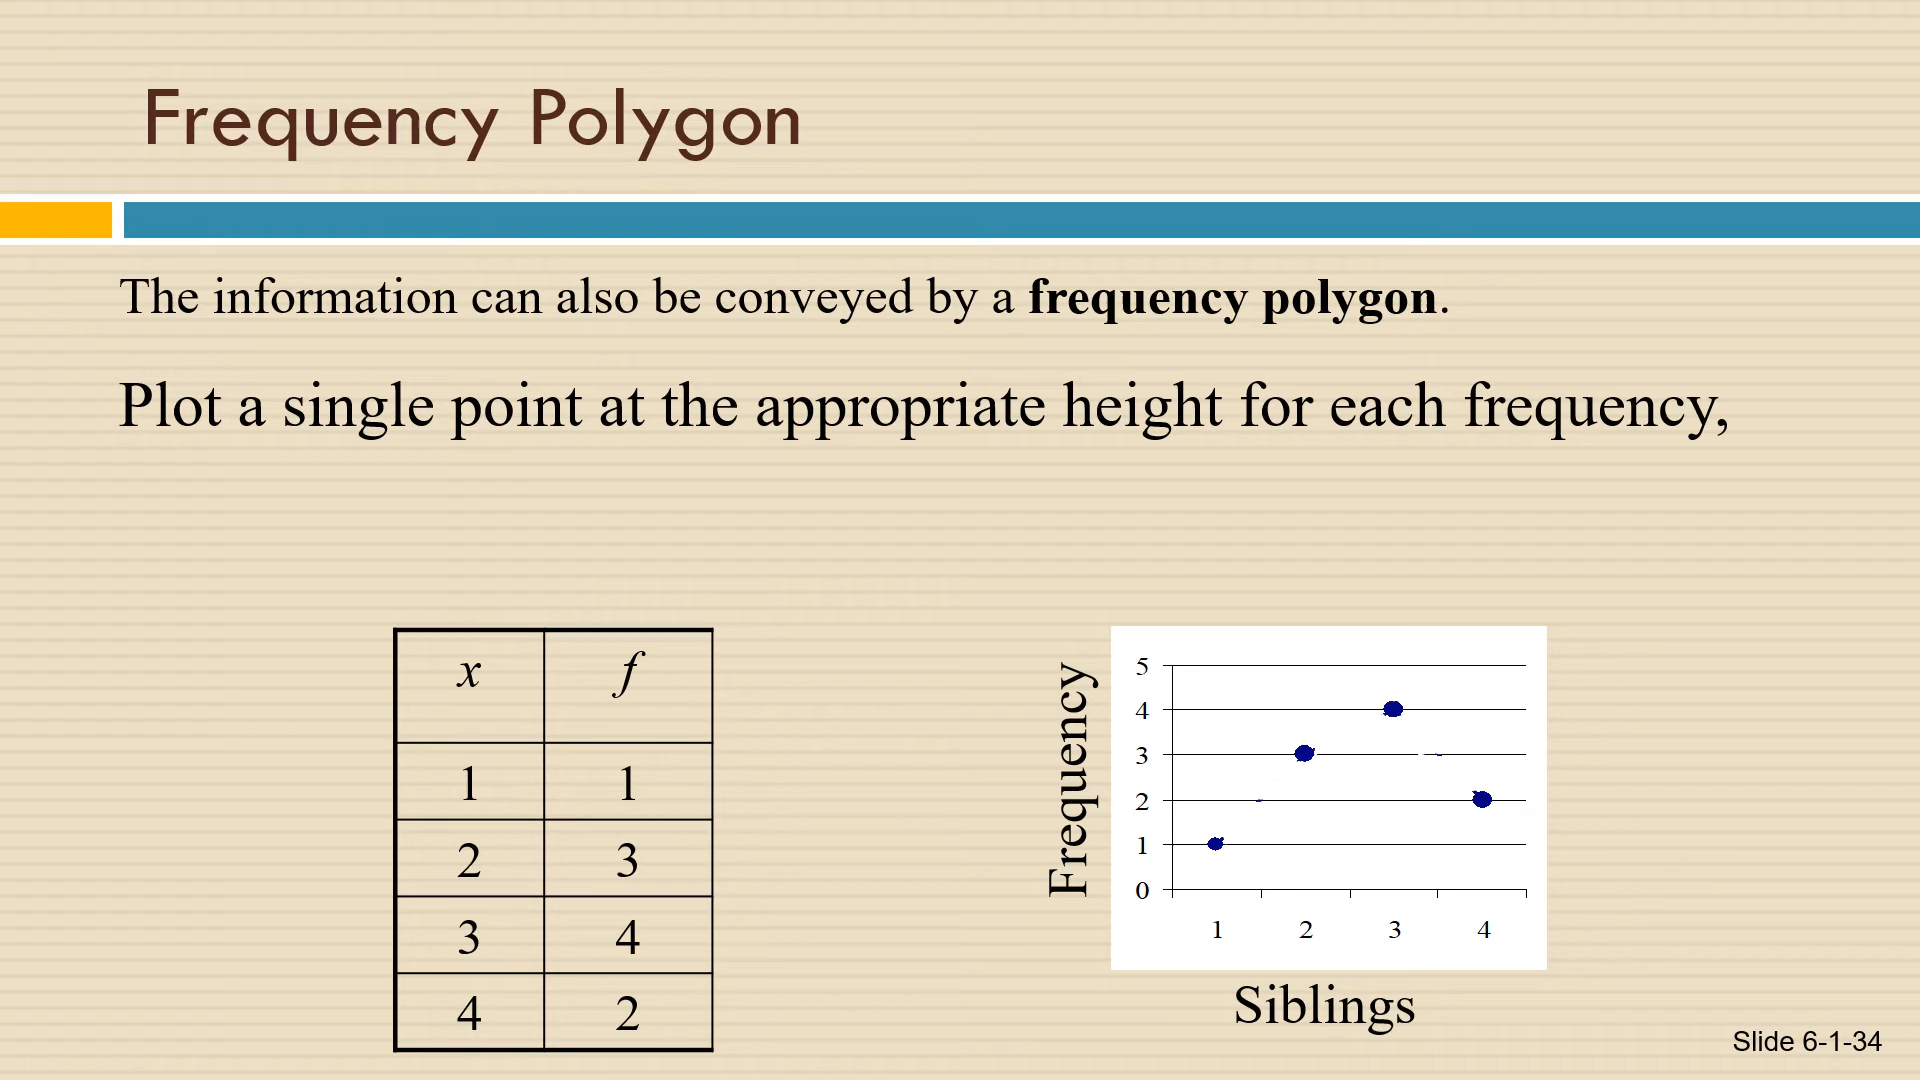 Frequency Polygon
The information can also be conveyed by a frequency polygon.
Plot a single point at the appropriate height for each frequency,
x f
1 1
2 3
3 4
4 2
Frequency
5
4
3
2
1
0
1 2 3 4
Siblings
Slide 6-1-34